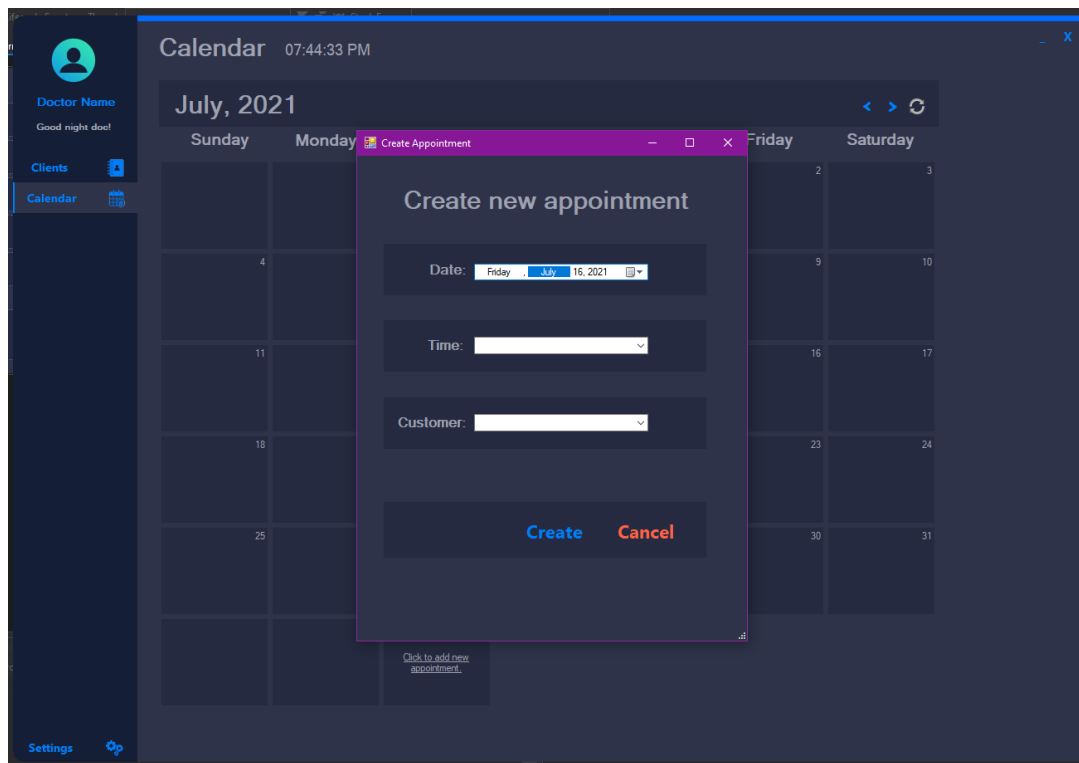 Calendar 07:44:33 PM
_ X
Doctor Name
Good night doc!
Clients
Calendar
Settings
July, 2021
< >
Sunday Monday Friday Saturday
2 3
4 9 10
11 16 17
18 23 24
25 30 31
Click to add new
appointment.
Create Appointment
Create new appointment
Date: Friday , July 16, 2021
Time:
Customer:
Create Cancel